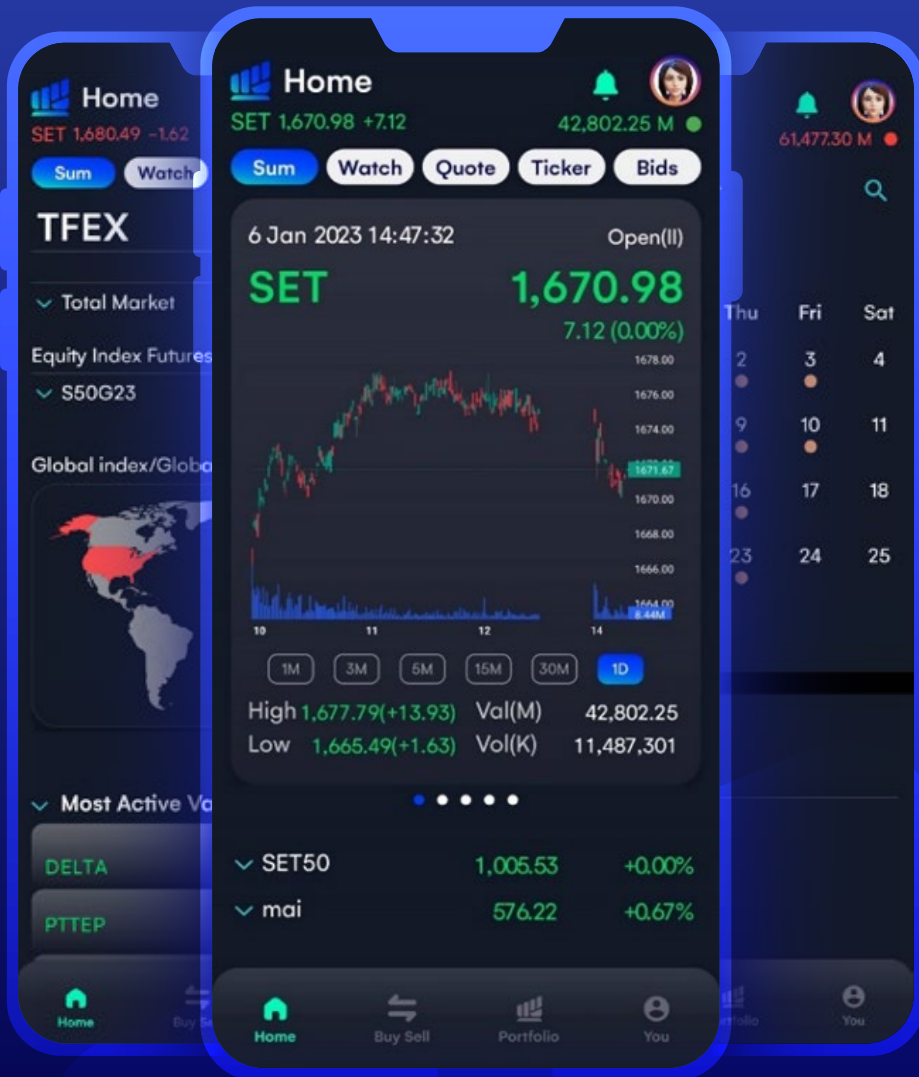 Home
SET 1,680.49 -1.62
Sum Watch
TFEX
Total Market
Equity Index Futures
S50G23
Global index/Globa
Most Active Va
DELTA
PTTEP
Home Buy Se
Home
SET 1,670.98 +7.12 42,802.25 M
Sum Watch Quote Ticker Bids
6 Jan 2023 14:47:32 Open(II)
SET 1,670.98
7.12 (0.00%)
1678.00
1676.00
1674.00
1671.67
1670.00
1668.00
1666.00
1664.00
8.44M
10 11 12 14
1M 3M 5M 15M 30M 1D
High 1,677.79(+13.93) Val(M) 42,802.25
Low 1,665.49(+1.63) Vol(K) 11,487,301
SET50 1,005.53 +0.00%
mai 576.22 +0.67%
Home Buy Sell Portfolio You
61,477.30 M
Thu Fri Sat
2 3 4
9 10 11
16 17 18
23 24 25
rtfolio You